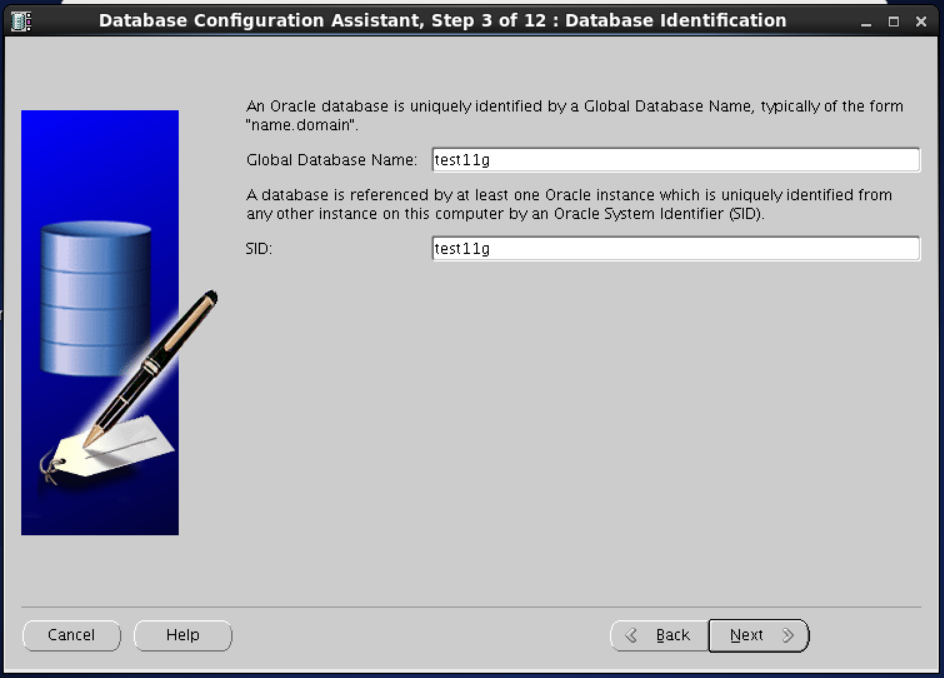 Database Configuration Assistant, Step 3 of 12 : Database Identification
An Oracle database is uniquely identified by a Global Database Name, typically of the form
"name.domain".
Global Database Name: test11g
A database is referenced by at least one Oracle instance which is uniquely identified from
any other instance on this computer by an Oracle System Identifier (SID).
SID: test11g
Cancel Help Back Next